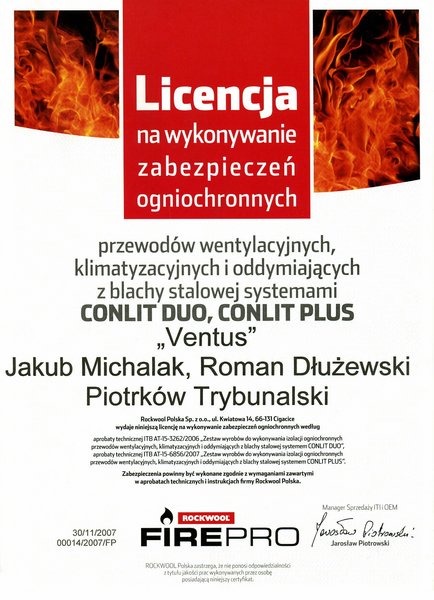 Licencja
na wykonywanie
zabezpieczeń
ogniochronnych
przewodów wentylacyjnych,
klimatyzacyjnych i oddymiających
z blachy stalowej systemami
CONLIT DUO, CONLIT PLUS
„Ventus”
Jakub Michalak, Roman Dłużewski
Piotrków Trybunalski
Rockwool Polska Sp. z o.o., ul. Kwiatowa 14, 66-131 Cigacice
wydaje niniejszą licencję na wykonywanie zabezpieczeń ogniochronnych według
aprobaty technicznej ITB AT-15-3262/2006 „Zestaw wyrobów do wykonywania izolacji ogniochronnych
przewodów wentylacyjnych, klimatyzacyjnych i oddymiających z blachy stalowej systemem CONLIT DUO”,
aprobaty technicznej ITB AT-15-6856/2007 „Zestaw wyrobów do wykonywania izolacji ogniochronnych
przewodów wentylacyjnych, klimatyzacyjnych i oddymiających z blachy stalowej systemem CONLIT PLUS”.
Zabezpieczenia powinny być wykonane zgodnie z wymaganiami zawartymi
w aprobatach technicznych i instrukcjach firmy Rockwool Polska.
Manager Sprzedaży ITI i OEM
Jarosław Piotrowski
30/11/2007
00014/2007/FP
ROCKWOOL
FIREPRO
Jarosław Piotrowski
ROCKWOOL Polska zastrzega, że nie ponosi odpowiedzialności
z tytułu jakości prac wykonywanych przez osobę
posiadającą niniejszy certyfikat.